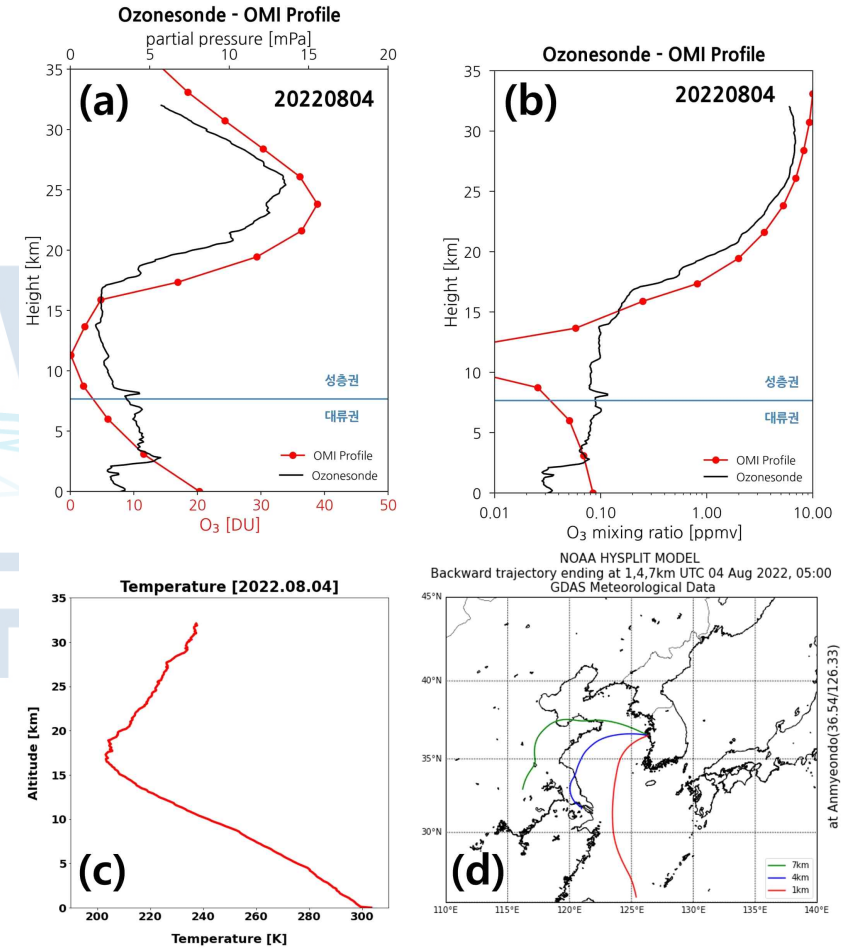 Ozonesonde - OMI Profile
partial pressure [mPa]
0 5 10 15 20
(a)
20220804
35
30
25
20
15
10
5
0
Height [km]
성층권
대류권
OMI Profile
Ozonesonde
0 10 20 30 40 50
O₃ [DU]
Ozonesonde - OMI Profile
(b)
20220804
35
30
25
20
15
10
5
0
Height [km]
성층권
대류권
OMI Profile
Ozonesonde
0.01 0.10 1.00 10.00
O₃ mixing ratio [ppmv]
Temperature [2022.08.04]
35
30
25
20
15
10
5
0
Altitude [km]
(c)
200 220 240 260 280 300
Temperature [K]
NOAA HYSPLIT MODEL
Backward trajectory ending at 1,4,7km UTC 04 Aug 2022, 05:00
GDAS Meteorological Data
45°N
40°N
35°N
30°N
(d)
7km
4km
1km
110°E 115°E 120°E 125°E 130°E 135°E 140°E
at Anmyeondo(36.54/126.33)